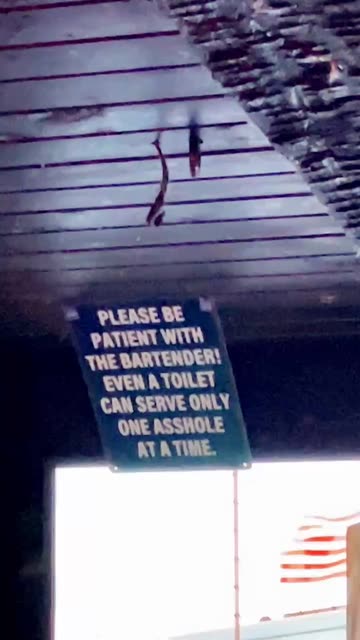 PLEASE BE
PATIENT WITH
THE BARTENDER!
EVEN A TOILET
CAN SERVE ONLY
ONE ASSHOLE
AT A TIME.